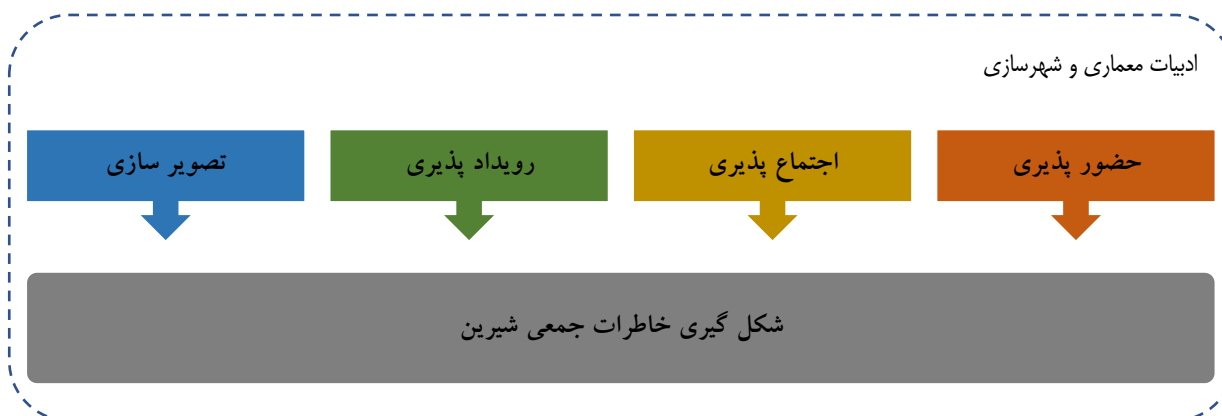 ادبیات معماری و شهرسازی
حضور پذیری
اجتماع پذیری
رویداد پذیری
تصویر سازی
شکل گیری خاطرات جمعی شیرین